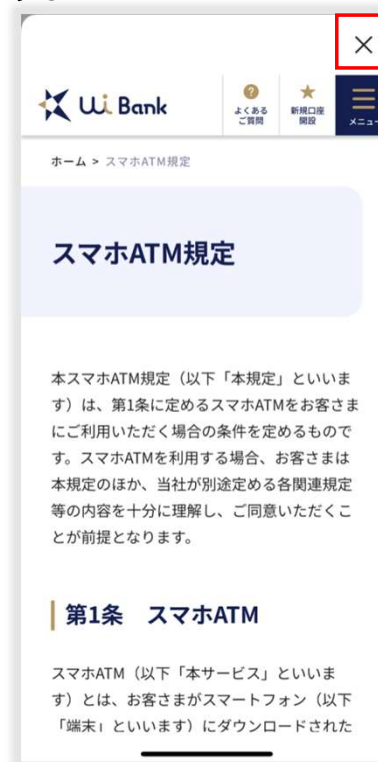 ×
UI Bank
よくある
ご質問
新規口座
開設
メニュー
ホーム > スマホATM規定
スマホATM規定
本スマホATM規定（以下「本規定」といいま
す）は、第1条に定めるスマホATMをお客さま
にご利用いただく場合の条件を定めるもので
す。スマホATMを利用する場合、お客さまは
本規定のほか、当社が別途定める各関連規定
等の内容を十分に理解し、ご同意いただくこ
とが前提となります。
第1条　スマホATM
スマホATM（以下「本サービス」といいま
す）とは、お客さまがスマートフォン（以下
「端末」といいます）にダウンロードされた